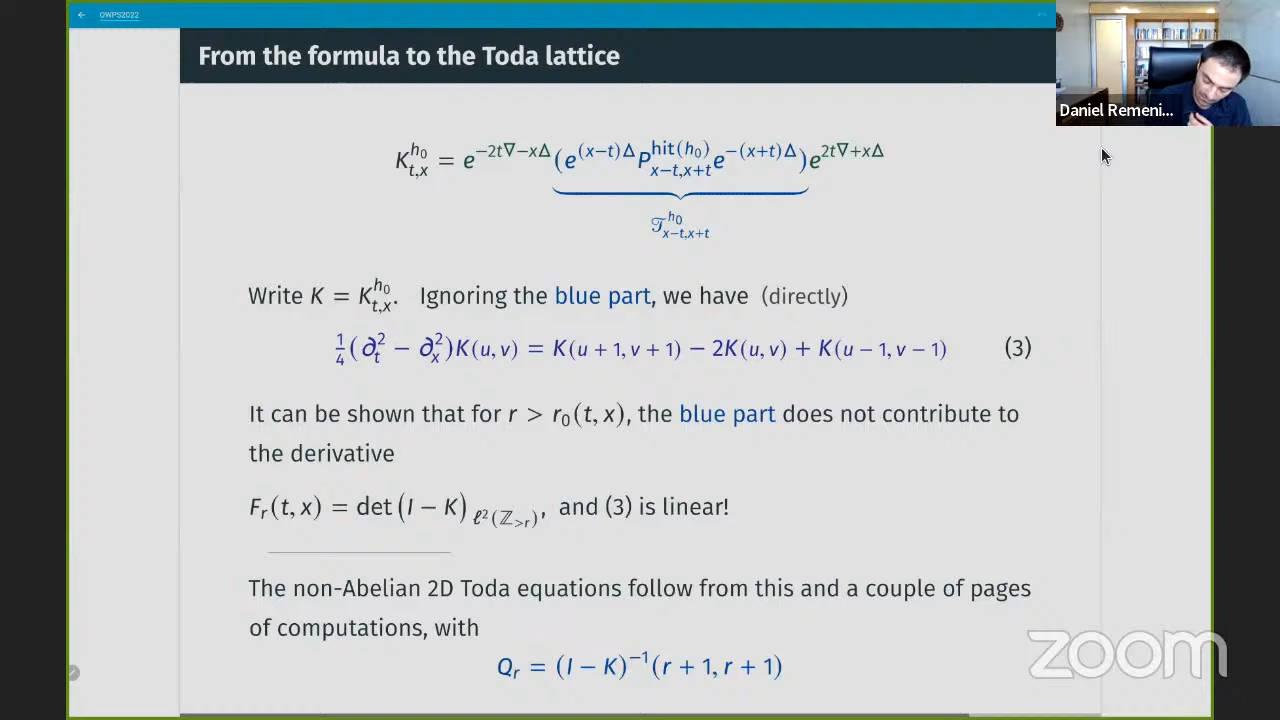 OWPS2022
From the formula to the Toda lattice
Daniel Remeni...
K_{t,x}^{h_0} = e^{-2t∇-xΔ} (e^{(x-t)Δ} P_{x-t,x+t}^{hit(h_0)} e^{-(x+t)Δ}) e^{2t∇+xΔ}
𝒯_{x-t,x+t}^{h_0}
Write K = K_{t,x}^{h_0}. Ignoring the blue part, we have (directly)
¼(∂_t^2 − ∂_x^2)K(u, v) = K(u + 1, v + 1) − 2K(u, v) + K(u − 1, v − 1) (3)
It can be shown that for r > r_0(t, x), the blue part does not contribute to
the derivative
F_r(t, x) = det(I − K)_{ℓ^2(ℤ_{>r})}, and (3) is linear!
The non-Abelian 2D Toda equations follow from this and a couple of pages
of computations, with
Q_r = (I − K)^{−1}(r + 1, r + 1)
zoom